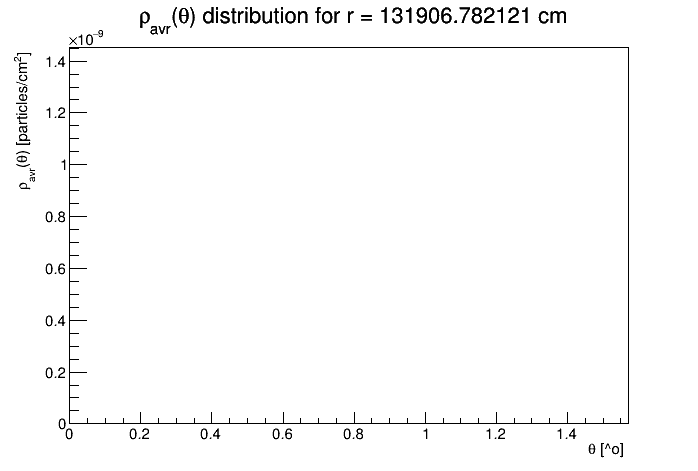 ρavr(θ) distribution for r = 131906.782121 cm
×10−9
ρavr(θ) [particles/cm2]
1.4
1.2
1
0.8
0.6
0.4
0.2
0
0 0.2 0.4 0.6 0.8 1 1.2 1.4
θ [^o]